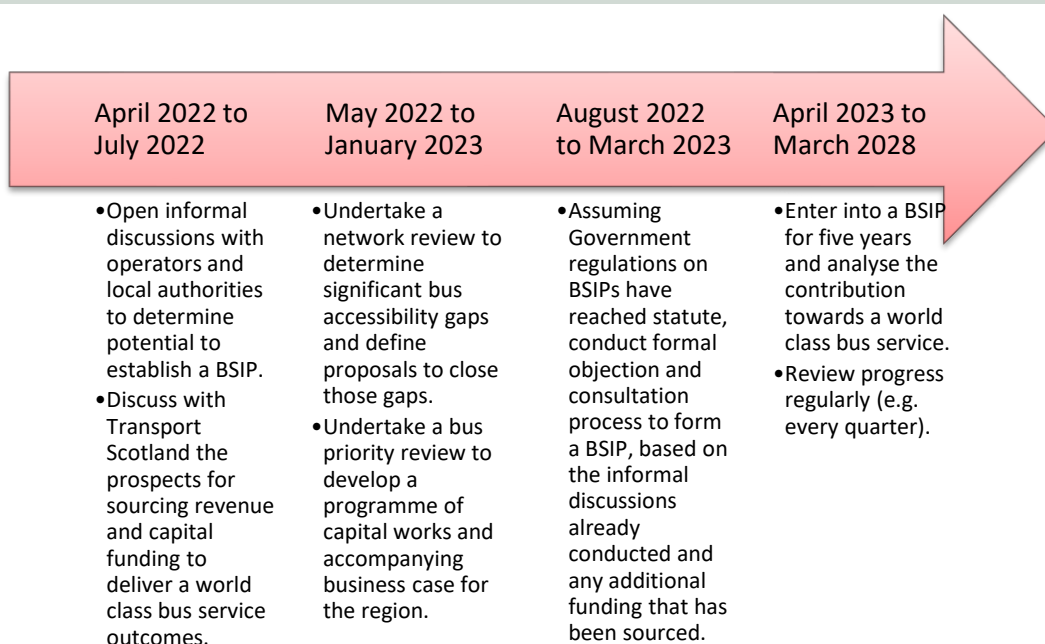 April 2022 to
July 2022
•Open informal
discussions with
operators and
local authorities
to determine
potential to
establish a BSIP.
•Discuss with
Transport
Scotland the
prospects for
sourcing revenue
and capital
funding to
deliver a world
class bus service
outcomes.
May 2022 to
January 2023
•Undertake a
network review to
determine
significant bus
accessibility gaps
and define
proposals to close
those gaps.
•Undertake a bus
priority review to
develop a
programme of
capital works and
accompanying
business case for
the region.
August 2022
to March 2023
•Assuming
Government
regulations on
BSIPs have
reached statute,
conduct formal
objection and
consultation
process to form
a BSIP, based on
the informal
discussions
already
conducted and
any additional
funding that has
been sourced.
April 2023 to
March 2028
•Enter into a BSIP
for five years
and analyse the
contribution
towards a world
class bus service.
•Review progress
regularly (e.g.
every quarter).